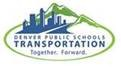 DENVER PUBLIC SCHOOLS
TRANSPORTATION
Together. Forward.